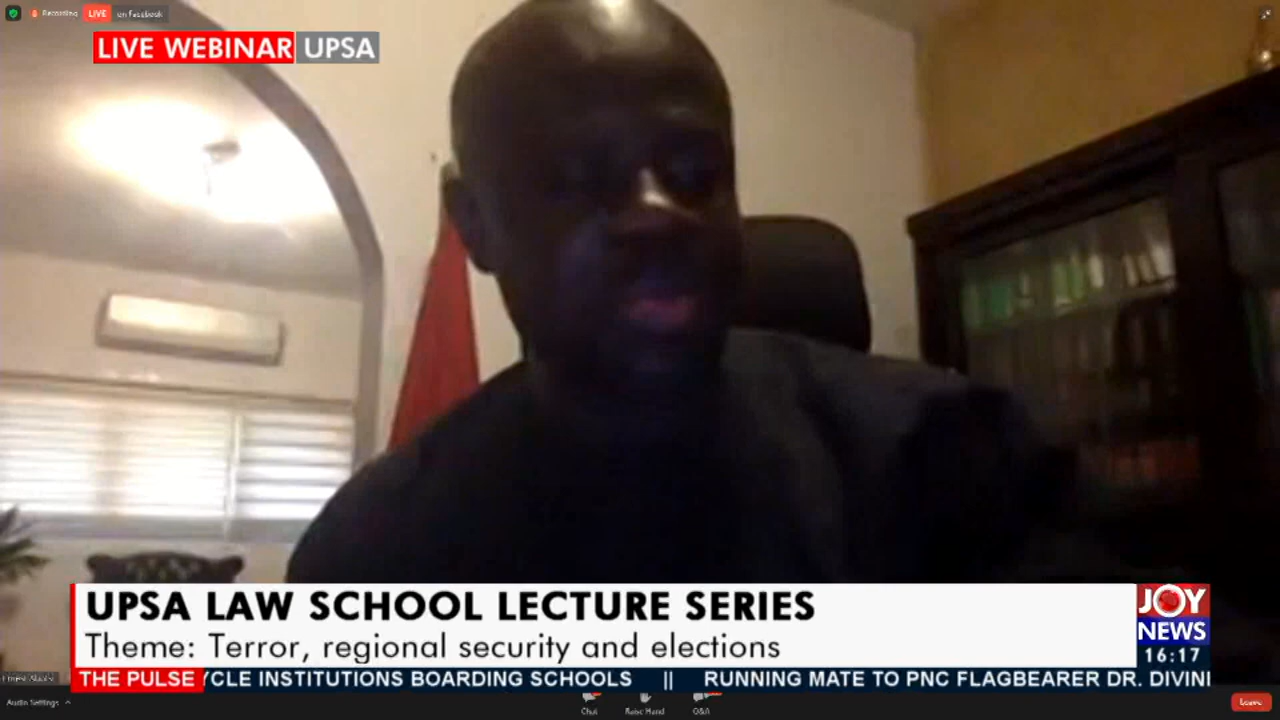 Recording LIVE on Facebook
LIVE WEBINAR UPSA
UPSA LAW SCHOOL LECTURE SERIES
Theme: Terror, regional security and elections
JOY
NEWS
16:17
THE PULSE YCLE INSTITUTIONS BOARDING SCHOOLS || RUNNING MATE TO PNC FLAGBEARER DR. DIVINI
Audio Settings
Chat
Raise Hand
Q&A
Leave